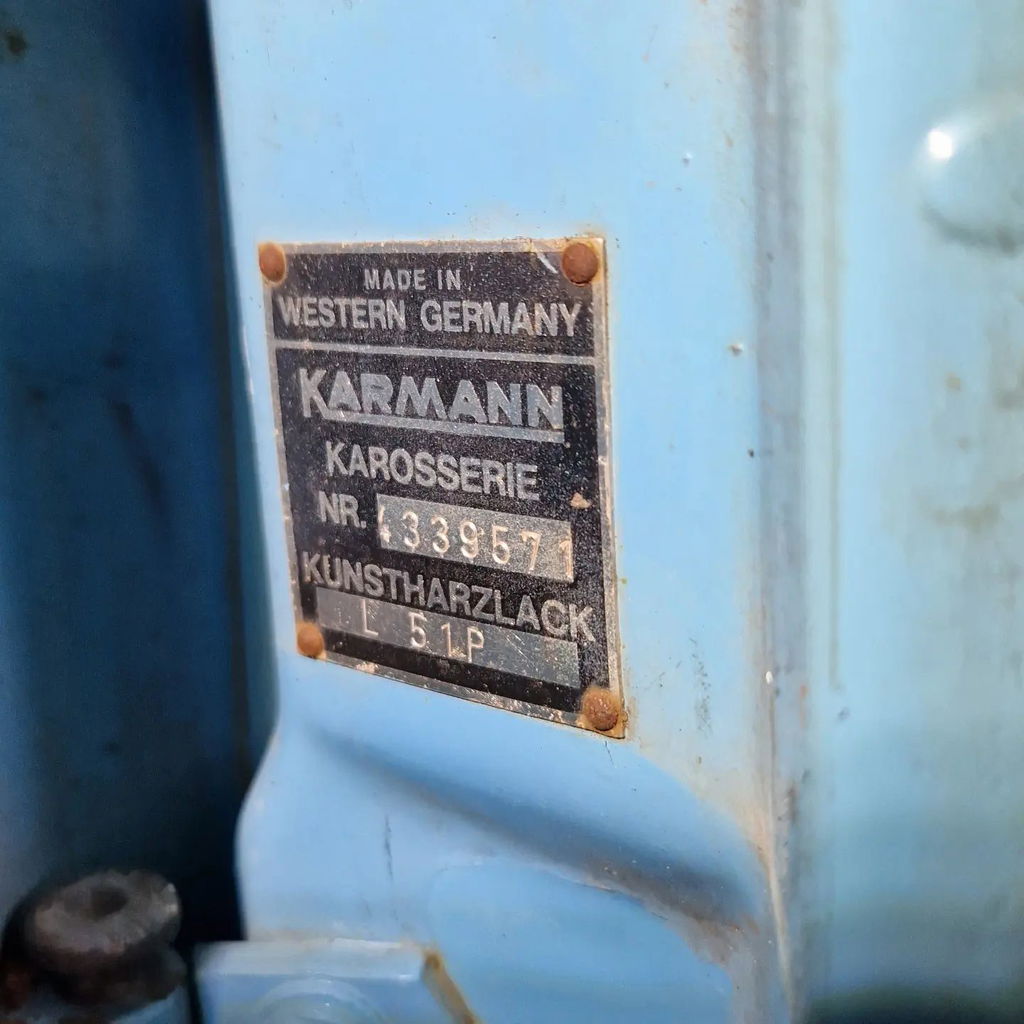 MADE IN
WESTERN GERMANY
KARMANN
KAROSSERIE
NR. 4339571
KUNSTHARZLACK
L 51P